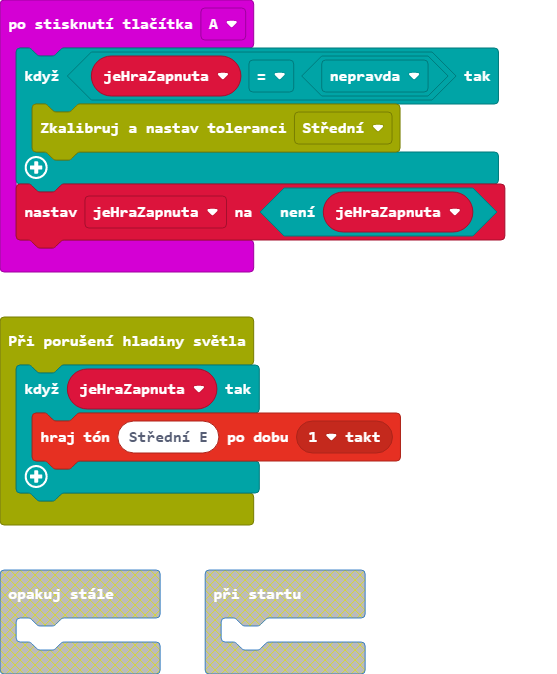 po stisknutí tlačítka A
když jeHraZapnuta = nepravda tak
Zkalibruj a nastav toleranci Střední
nastav jeHraZapnuta na není jeHraZapnuta
Při porušení hladiny světla
když jeHraZapnuta tak
hraj tón Střední E po dobu 1 takt
opakuj stále
při startu